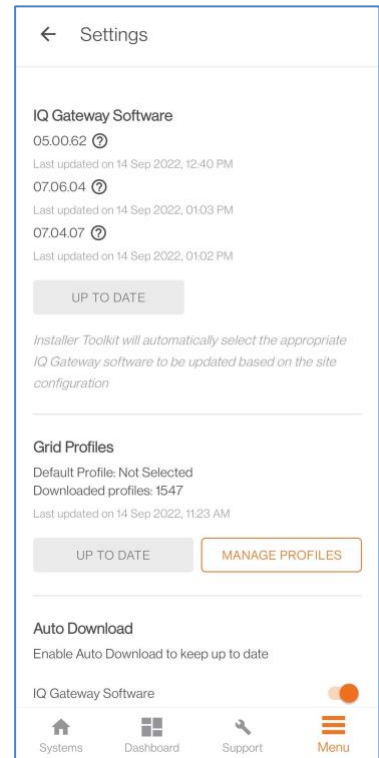 Settings
IQ Gateway Software
05.00.62
Last updated on 14 Sep 2022, 12:40 PM
07.06.04
Last updated on 14 Sep 2022, 01:03 PM
07.04.07
Last updated on 14 Sep 2022, 01:02 PM
UP TO DATE
Installer Toolkit will automatically select the appropriate
IQ Gateway software to be updated based on the site
configuration
Grid Profiles
Default Profile: Not Selected
Downloaded profiles: 1547
Last updated on 14 Sep 2022, 11:23 AM
UP TO DATE MANAGE PROFILES
Auto Download
Enable Auto Download to keep up to date
IQ Gateway Software
Systems Dashboard Support Menu